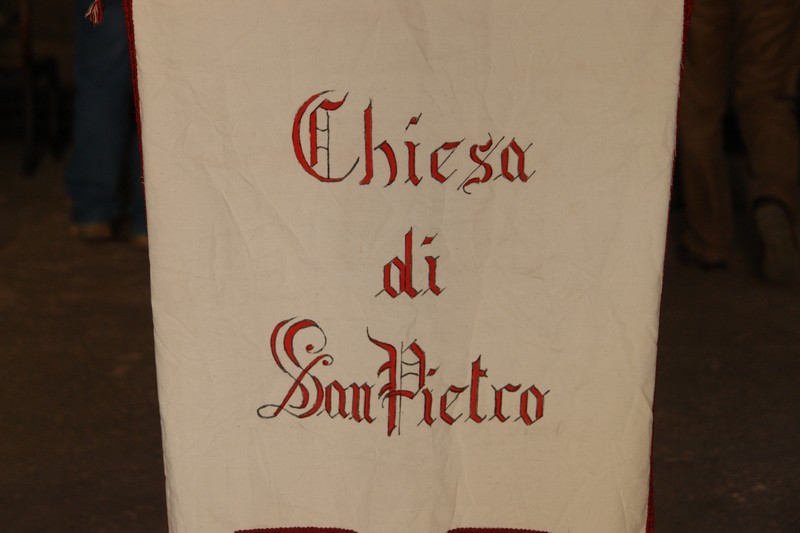 Chiesa
di
San Pietro